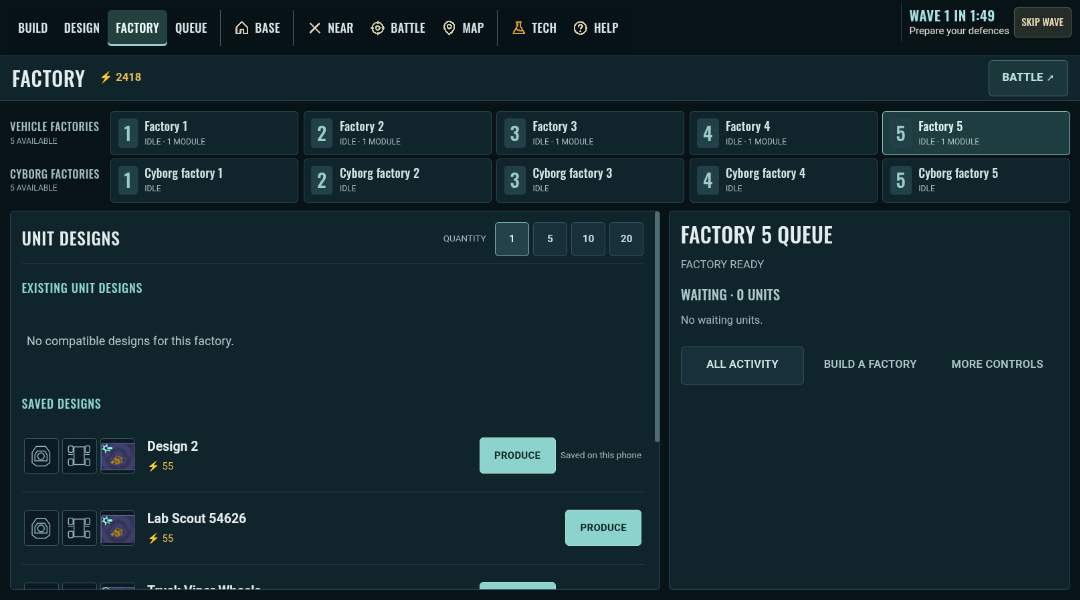 BUILD DESIGN FACTORY QUEUE BASE NEAR BATTLE MAP TECH HELP
WAVE 1 IN 1:49
Prepare your defences
SKIP WAVE
FACTORY
2418
BATTLE ↗
VEHICLE FACTORIES
5 AVAILABLE
1
Factory 1
IDLE · 1 MODULE
2
Factory 2
IDLE · 1 MODULE
3
Factory 3
IDLE · 1 MODULE
4
Factory 4
IDLE · 1 MODULE
5
Factory 5
IDLE · 1 MODULE
CYBORG FACTORIES
5 AVAILABLE
1
Cyborg factory 1
IDLE
2
Cyborg factory 2
IDLE
3
Cyborg factory 3
IDLE
4
Cyborg factory 4
IDLE
5
Cyborg factory 5
IDLE
UNIT DESIGNS
QUANTITY 1 5 10 20
EXISTING UNIT DESIGNS
No compatible designs for this factory.
SAVED DESIGNS
Design 2
55
PRODUCE
Saved on this phone
Lab Scout 54626
55
PRODUCE
Truck Viper Wheels
FACTORY 5 QUEUE
FACTORY READY
WAITING · 0 UNITS
No waiting units.
ALL ACTIVITY BUILD A FACTORY MORE CONTROLS